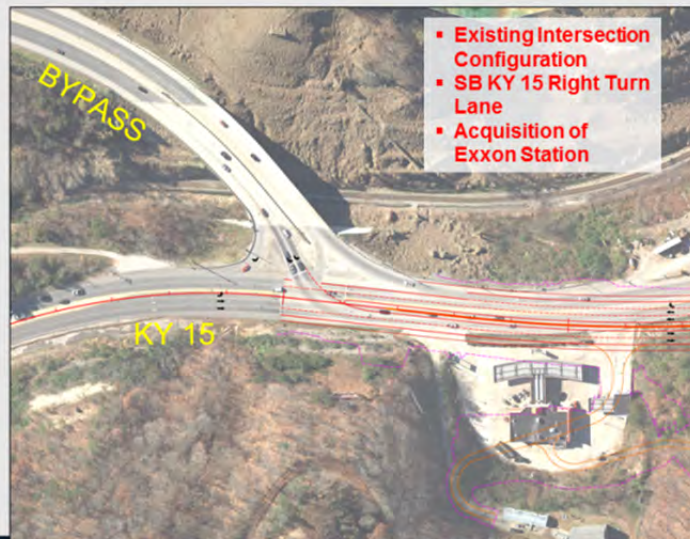 ▪ Existing Intersection
Configuration
▪ SB KY 15 Right Turn
Lane
▪ Acquisition of
Exxon Station
BYPASS
KY 15